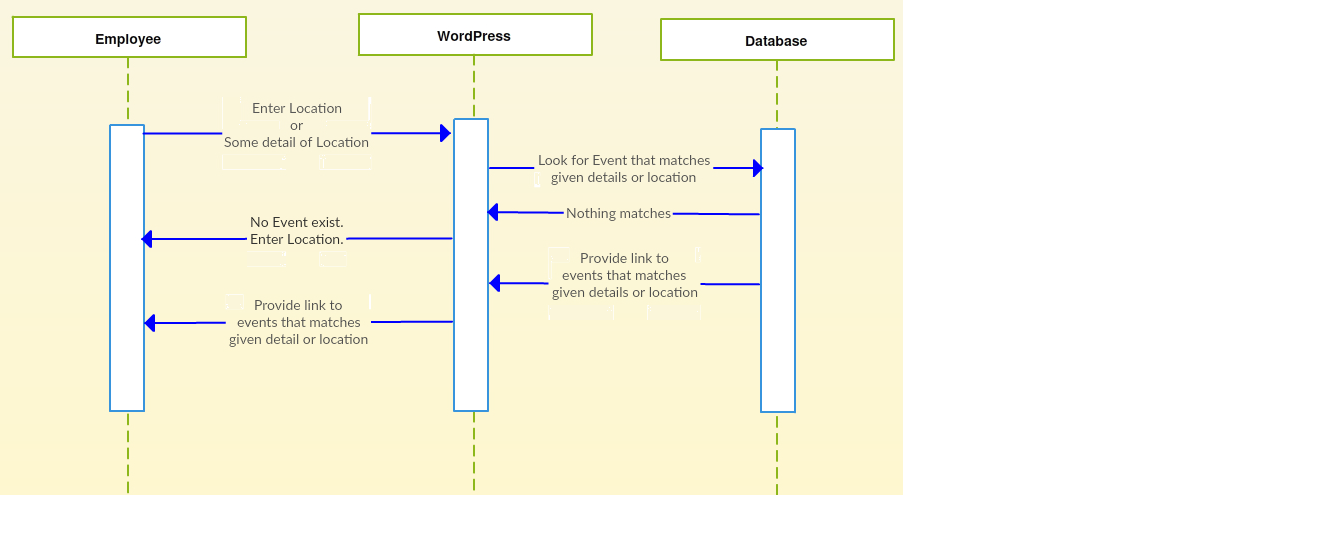 Employee
WordPress
Database
Enter Location
or
Some detail of Location
Look for Event that matches
given details or location
Nothing matches
No Event exist.
Enter Location.
Provide link to
events that matches
given details or location
Provide link to
events that matches
given detail or location